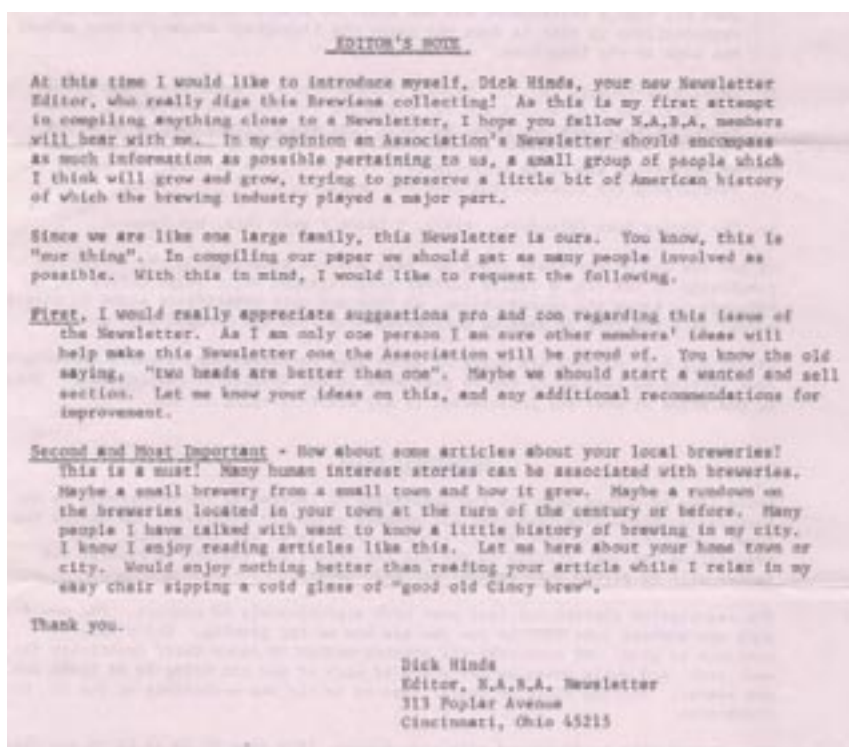 EDITOR'S NOTE
At this time I would like to introduce myself, Dick Hinds, your new Newsletter
Editor, who really digs this Breweriana collecting! As this is my first attempt
in compiling anything close to a Newsletter, I hope you fellow N.A.B.A. members
will bear with me. In my opinion an Association's Newsletter should encompass
as much information as possible pertaining to us, a small group of people which
I think will grow and grow, trying to preserve a little bit of American history
of which the brewing industry played a major part.
Since we are like one large family, this Newsletter is ours. You know, this is
"our thing". In compiling our paper we should get as many people involved as
possible. With this in mind, I would like to request the following.
First, I would really appreciate suggestions pro and con regarding this issue of
the Newsletter. As I am only one person I am sure other members' ideas will
help make this Newsletter one the Association will be proud of. You know the old
saying, "two heads are better than one". Maybe we should start a wanted and sell
section. Let me know your ideas on this, and any additional recommendations for
improvement.
Second and Most Important - How about some articles about your local breweries!
This is a must! Many human interest stories can be associated with breweries.
Maybe a small brewery from a small town and how it grew. Maybe a rundown on
the breweries located in your town at the turn of the century or before. Many
people I have talked with want to know a little history of brewing in my city.
I know I enjoy reading articles like this. Let me here about your home town or
city. Would enjoy nothing better than reading your article while I relax in my
easy chair sipping a cold glass of "good old Cincy brew".
Thank you.
Dick Hinds
Editor, N.A.B.A. Newsletter
313 Poplar Avenue
Cincinnati, Ohio 45215